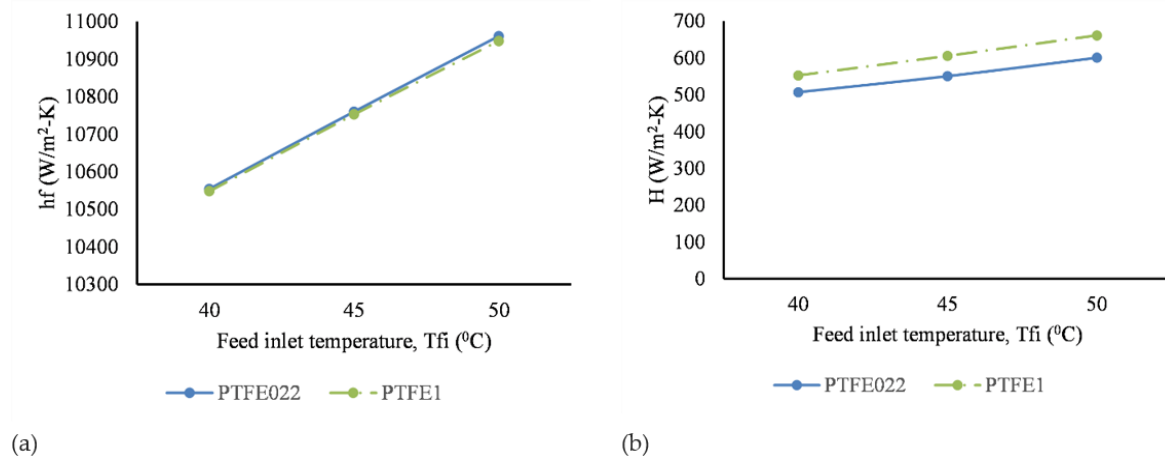 11000
10900
10800
10700
10600
10500
10400
10300
hf (W/m²-K)
40 45 50
Feed inlet temperature, Tfi (⁰C)
PTFE022 PTFE1
(a)
700
600
500
400
300
200
100
0
H (W/m²-K)
40 45 50
Feed inlet temperature, Tfi (⁰C)
PTFE022 PTFE1
(b)